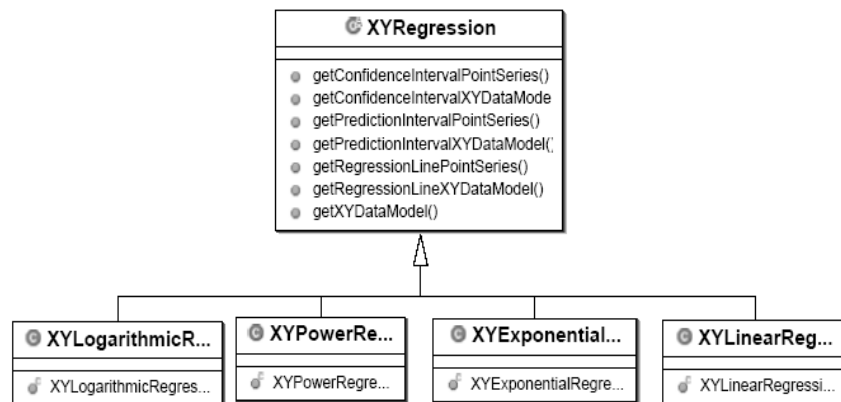 XYRegression
getConfidenceIntervalPointSeries()
getConfidenceIntervalXYDataMode
getPredictionIntervalPointSeries()
getPredictionIntervalXYDataModel(
getRegressionLinePointSeries()
getRegressionLineXYDataModel()
getXYDataModel()
XYLogarithmicR...
XYPowerRe...
XYExponential...
XYLinearReg...
XYLogarithmicRegres...
XYPowerRegre...
XYExponentialRegre...
XYLinearRegressi...